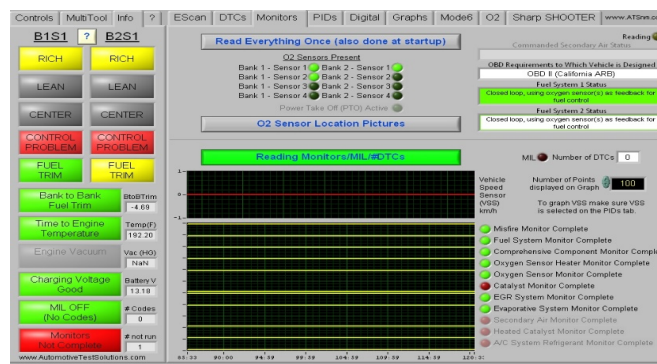 Controls MultiTool Info ? EScan DTCs Monitors PIDs Digital Graphs Mode6 O2 Sharp SHOOTER www.ATSnm.c
B1S1 ? B2S1
RICH RICH
LEAN LEAN
CENTER CENTER
CONTROL PROBLEM CONTROL PROBLEM
FUEL TRIM FUEL TRIM
Bank to Bank
Fuel Trim
BtoBTrim
-4.69
Time to Engine
Temperature
Temp(F)
192.20
Engine Vacuum
Vac (HG)
NaN
Charging Voltage
Good
Battery V
13.18
MIL OFF
(No Codes)
# Codes
0
Monitors
Not Complete
# not run
1
www.AutomotiveTestSolutions.com
Read Everything Once (also done at startup)
O2 Sensors Present
Bank 1 - Sensor 1 Bank 2 - Sensor 1
Bank 1 - Sensor 2 Bank 2 - Sensor 2
Bank 1 - Sensor 3 Bank 2 - Sensor 3
Bank 1 - Sensor 4 Bank 2 - Sensor 4
Power Take Off (PTO) Active
O2 Sensor Location Pictures
Reading
Commanded Secondary Air Status
OBD Requirements to Which Vehicle is Designed
OBD II (California ARB)
Fuel System 1 Status
Closed loop, using oxygen sensor(s) as feedback for
fuel control
Fuel System 2 Status
Closed loop, using oxygen sensor(s) as feedback for
fuel control
Reading Monitors/MIL/#DTCs
MIL Number of DTCs 0
1-
-1-
Vehicle
Speed
Sensor
(VSS)
km/h
Number of Points
displayed on Graph
100
To graph VSS make sure VSS
is selected on the PIDs tab.
Misfire Monitor Complete
Fuel System Monitor Complete
Comprehensive Component Monitor Compl
Oxygen Sensor Heater Monitor Complete
Oxygen Sensor Monitor Complete
Catalyst Monitor Complete
EGR System Monitor Complete
Evaporative System Monitor Complete
Secondary Air Monitor Complete
Heated Catalyst Monitor Complete
A/C System Refrigerant Monitor Complete